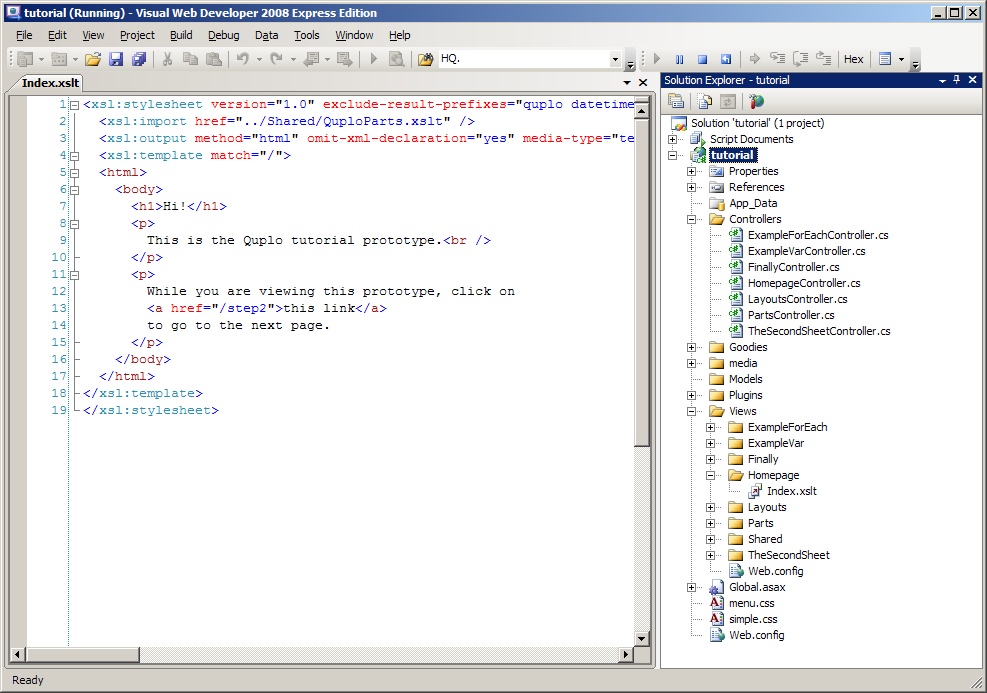 tutorial (Running) - Visual Web Developer 2008 Express Edition
File Edit View Project Build Debug Data Tools Window Help
HQ. Hex
Index.xslt
1 <xsl:stylesheet version="1.0" exclude-result-prefixes="quplo datetime
2 <xsl:import href="../Shared/QuploParts.xslt" />
3 <xsl:output method="html" omit-xml-declaration="yes" media-type="te
4 <xsl:template match="/">
5 <html>
6 <body>
7 <h1>Hi!</h1>
8 <p>
9 This is the Quplo tutorial prototype.<br />
10 </p>
11 <p>
12 While you are viewing this prototype, click on
13 <a href="/step2">this link</a>
14 to go to the next page.
15 </p>
16 </body>
17 </html>
18 </xsl:template>
19 </xsl:stylesheet>
Solution Explorer - tutorial
Solution 'tutorial' (1 project)
Script Documents
tutorial
Properties
References
App_Data
Controllers
ExampleForEachController.cs
ExampleVarController.cs
FinallyController.cs
HomepageController.cs
LayoutsController.cs
PartsController.cs
TheSecondSheetController.cs
Goodies
media
Models
Plugins
Views
ExampleForEach
ExampleVar
Finally
Homepage
Index.xslt
Layouts
Parts
Shared
TheSecondSheet
Web.config
Global.asax
menu.css
simple.css
Web.config
Ready